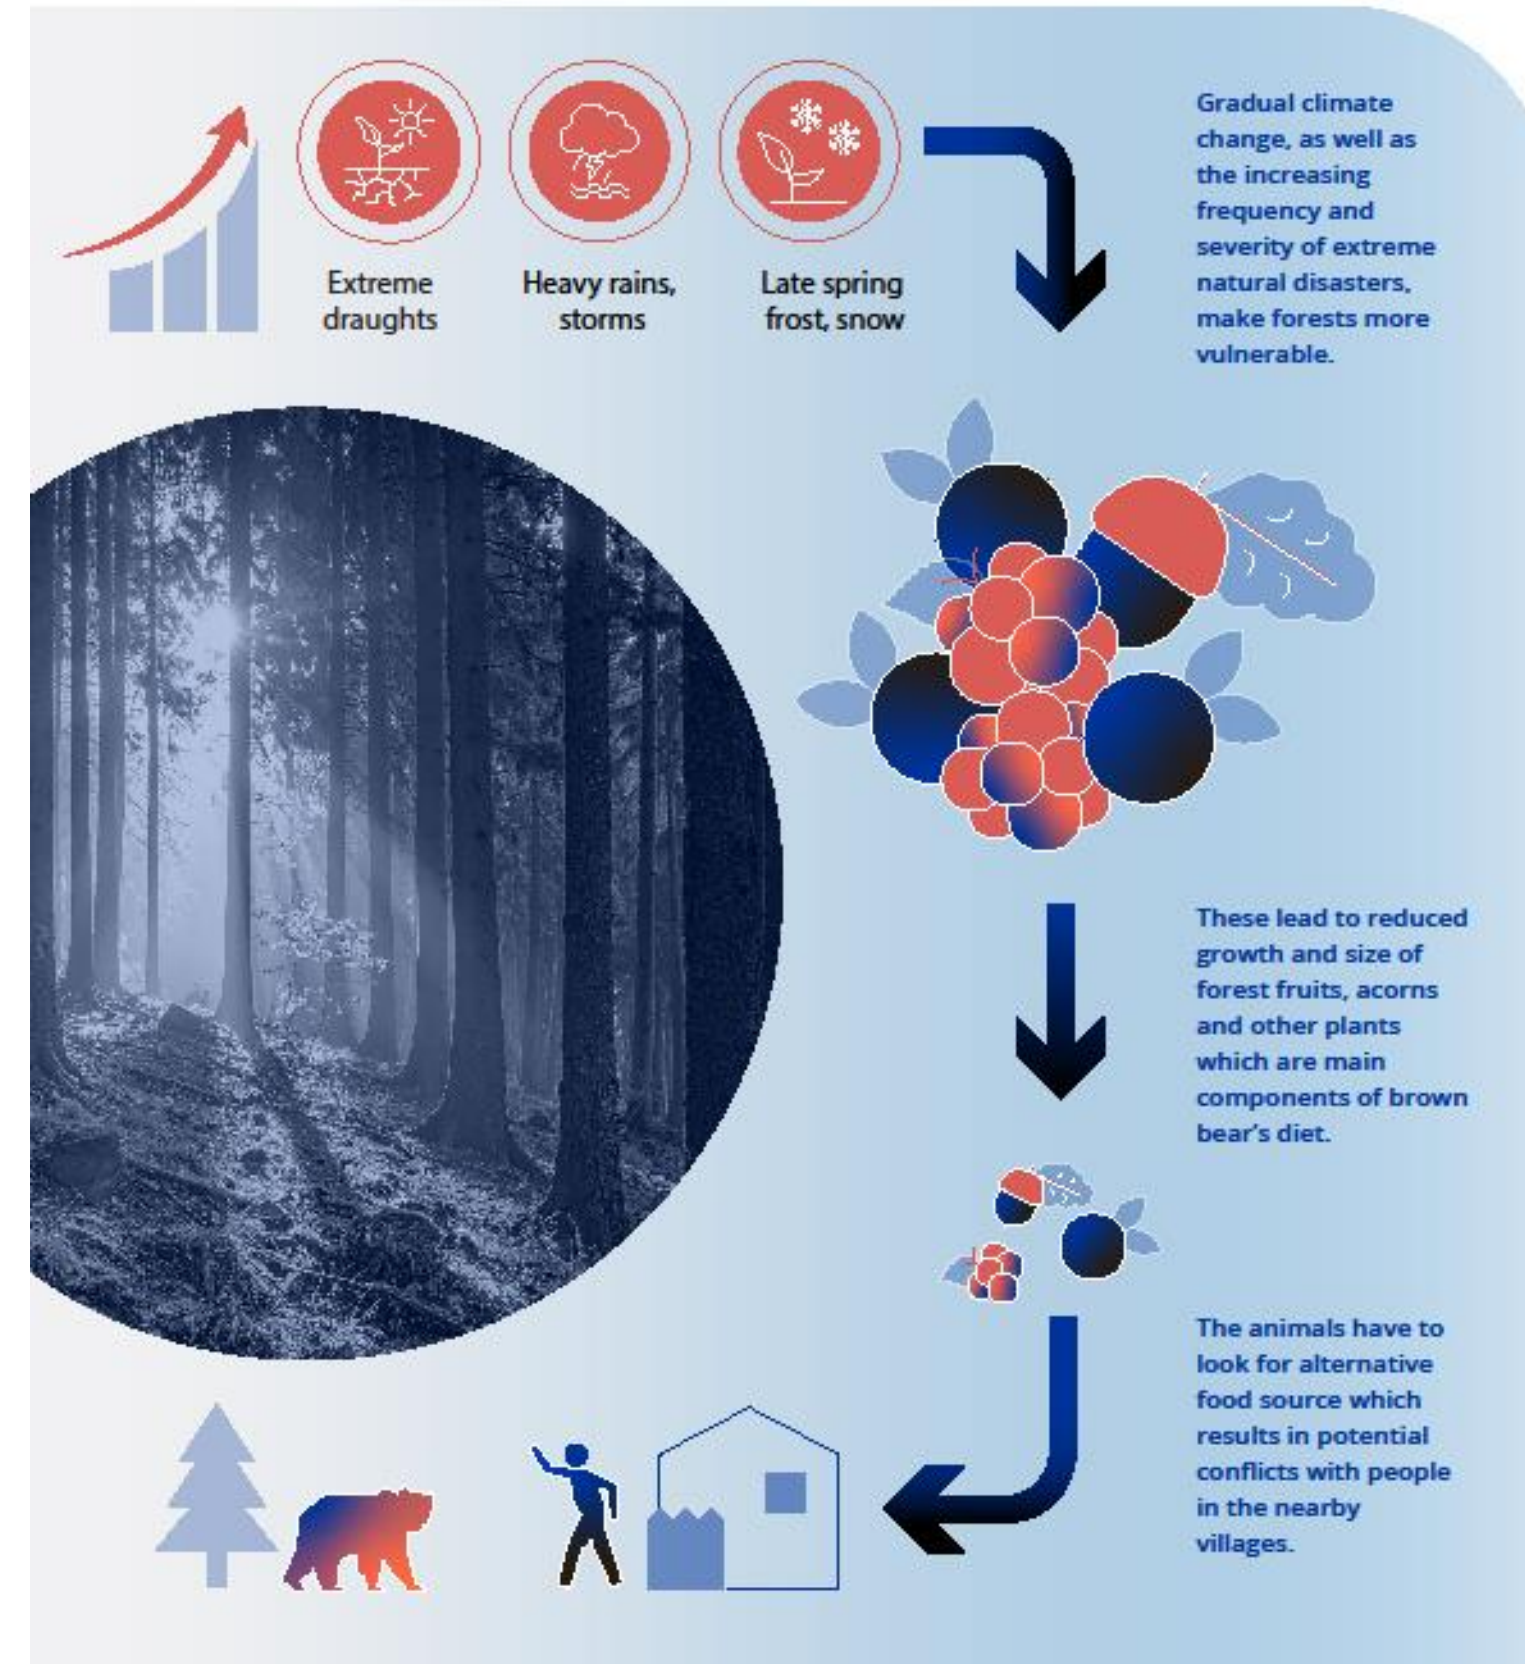 Extreme
draughts
Heavy rains,
storms
Late spring
frost, snow
Gradual climate
change, as well as
the increasing
frequency and
severity of extreme
natural disasters,
make forests more
vulnerable.
These lead to reduced
growth and size of
forest fruits, acorns
and other plants
which are main
components of brown
bear's diet.
The animals have to
look for alternative
food source which
results in potential
conflicts with people
in the nearby
villages.